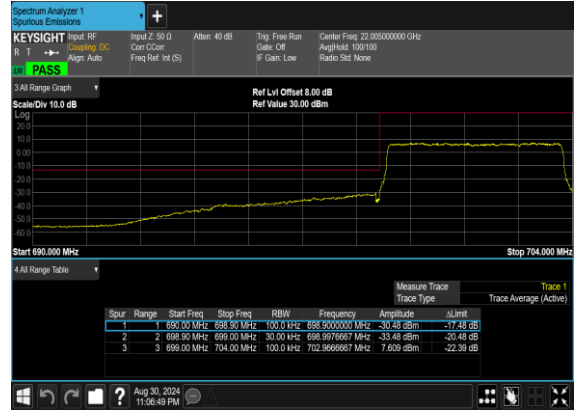 Spectrum Analyzer 1
Spurious Emissions
+
KEYSIGHT Input: RF Input Z: 50 Ω Atten: 40 dB Trig: Free Run Center Freq: 22.005000000 GHz
R T Coupling: DC Corr CCorr Gate: Off Avg|Hold: 100/100
Align: Auto Freq Ref: Int (S) IF Gain: Low Radio Std: None
LM PASS
3 All Range Graph
Ref Lvl Offset 8.00 dB
Scale/Div 10.0 dB Ref Value 30.00 dBm
Log
20.0
10.0
0.00
-10.0
-20.0
-30.0
-40.0
-50.0
-60.0
Start 690.000 MHz Stop 704.000 MHz
4 All Range Table
Measure Trace Trace 1
Trace Type Trace Average (Active)
Spur Range Start Freq Stop Freq RBW Frequency Amplitude ΔLimit
1 1 690.00 MHz 698.90 MHz 100.0 kHz 698.9000000 MHz -30.48 dBm -17.48 dB
2 2 698.90 MHz 699.00 MHz 30.00 kHz 698.9976667 MHz -33.48 dBm -20.48 dB
3 3 699.00 MHz 704.00 MHz 100.0 kHz 702.9666667 MHz 7.609 dBm -22.39 dB
? Aug 30, 2024
11:06:49 PM